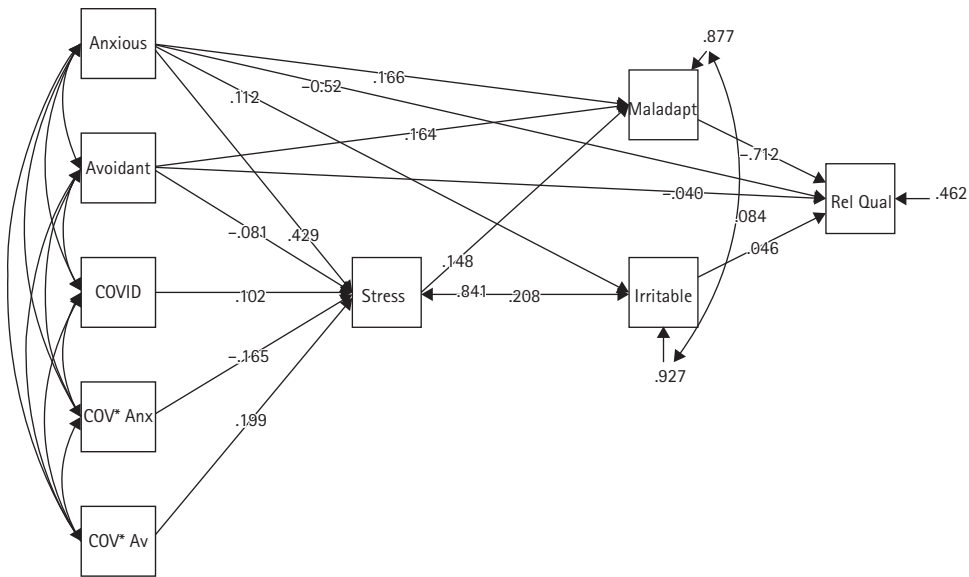 Anxious
Avoidant
COVID
COV* Anx
COV* Av
Stress
Maladapt
Irritable
Rel Qual
.877
.166
-0.52
.112
.164
-.712
-.040
.462
.084
-.081
.429
.046
.148
.102
.841
.208
-.165
.927
.199